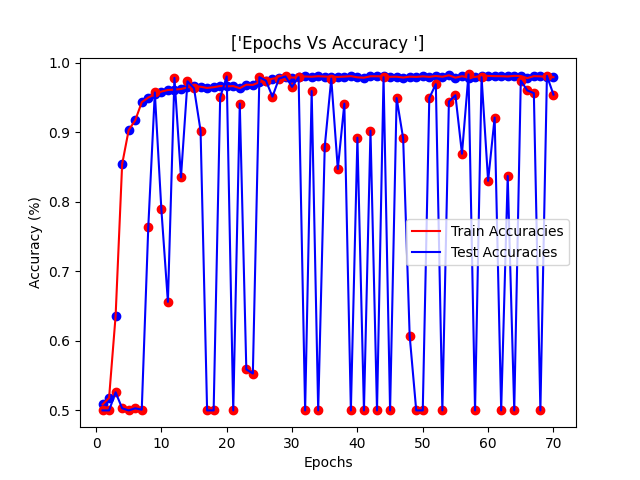 ['Epochs Vs Accuracy ']
1.0
0.9
0.8
0.7
0.6
0.5
Accuracy (%)
Train Accuracies
Test Accuracies
0 10 20 30 40 50 60 70
Epochs